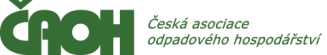 ČAOH
Česká asociace
odpadového hospodářství